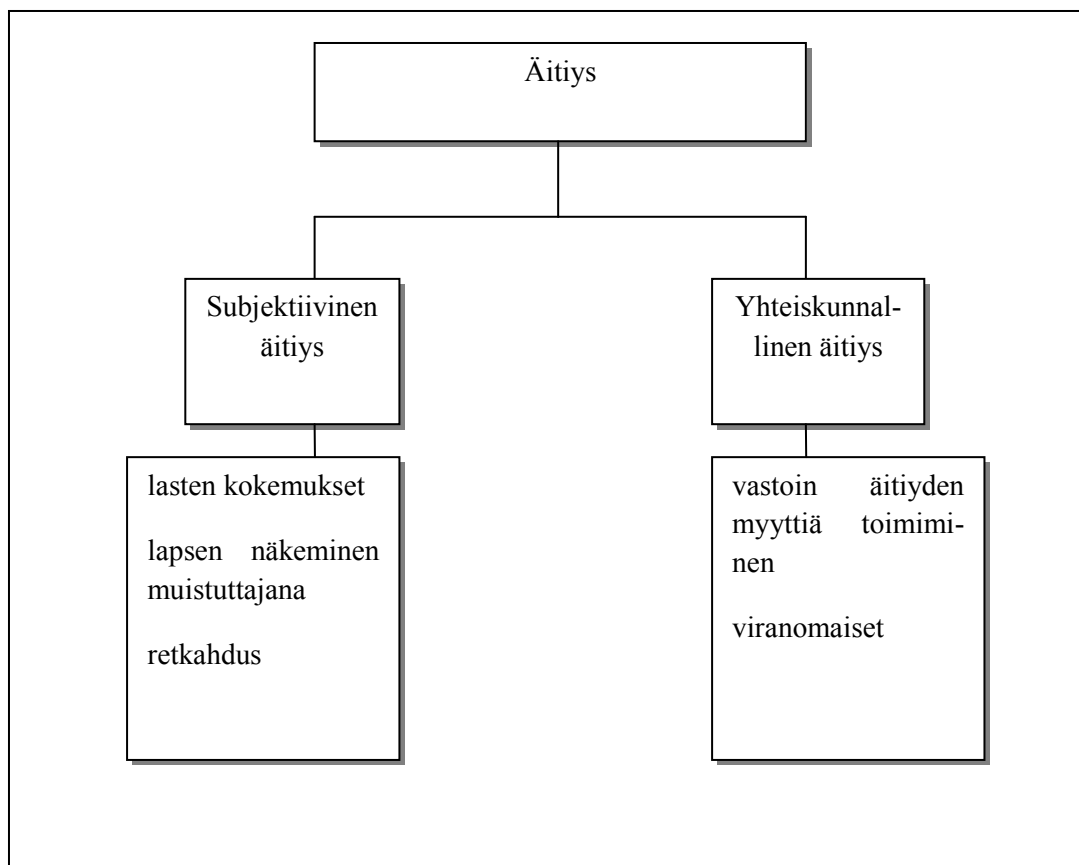 Äitiys
Subjektiivinen
äitiys
Yhteiskunnal-
linen äitiys
lasten kokemukset
lapsen näkeminen
muistuttajana
retkahdus
vastoin äitiyden
myyttiä toimimi-
nen
viranomaiset